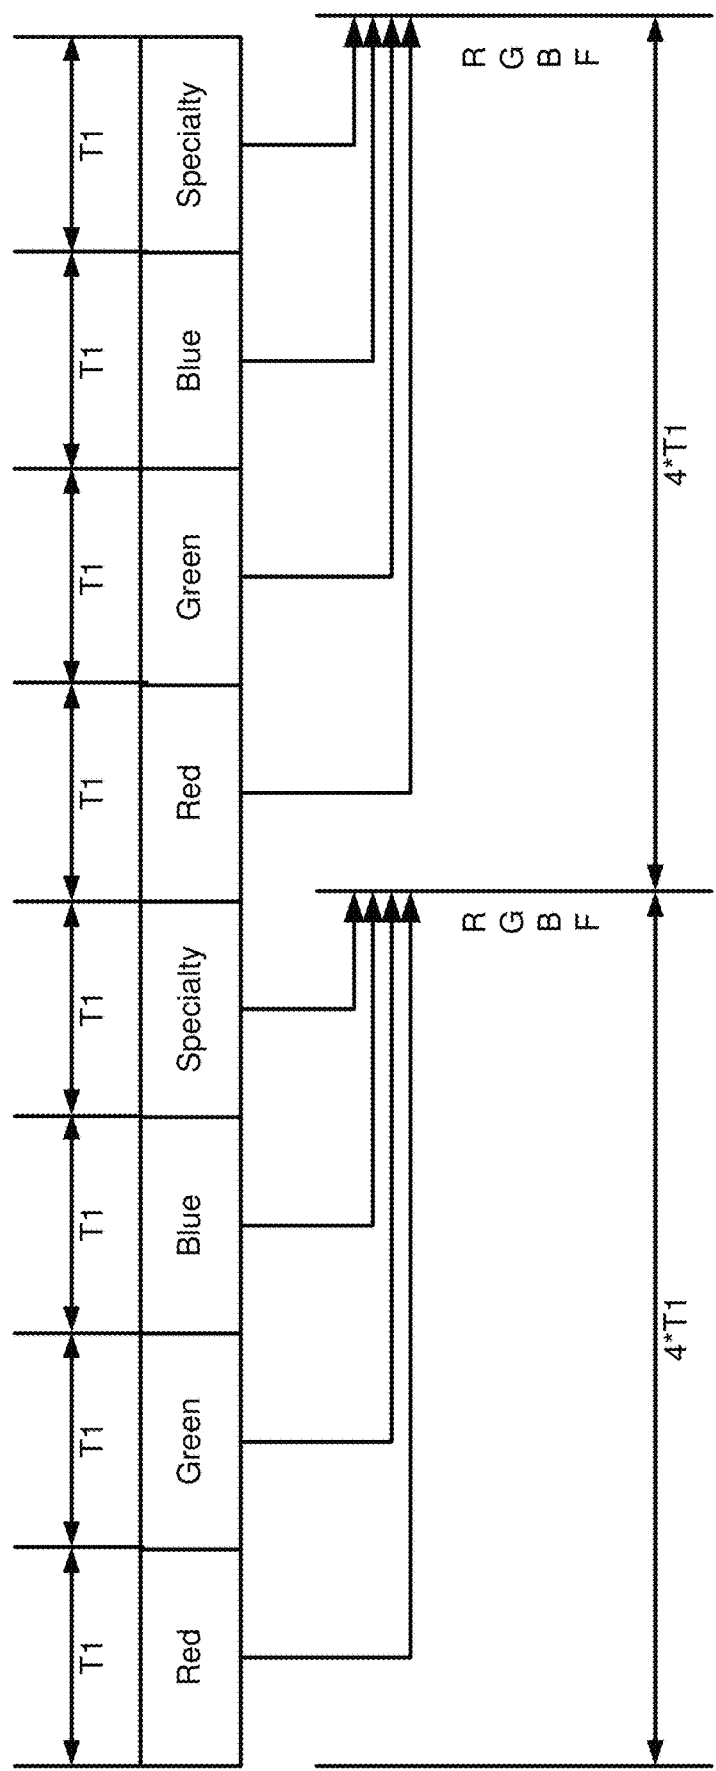 T1 T1 T1 T1 T1 T1 T1 T1
Red Green Blue Specialty Red Green Blue Specialty
R R
G G
B B
F F
4*T1 4*T1